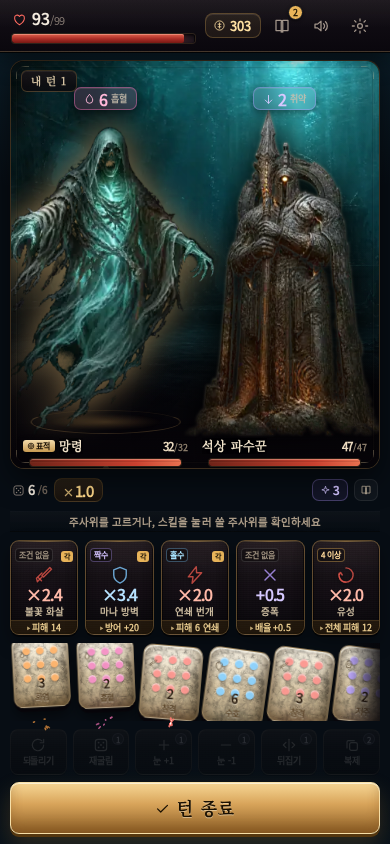 93/99
303
2
내 턴 1
6 흡혈
2 취약
표적 망령 32/32
석상 파수꾼 47/47
6/6
×1.0
3
주사위를 고르거나, 스킬을 눌러 쓸 주사위를 확인하세요
조건 없음 각
×2.4
불꽃 화살
피해 14
짝수 각
×3.4
마나 방벽
방어 +20
홀수 각
×2.0
연쇄 번개
피해 6 연쇄
조건 없음
+0.5
증폭
배율 +0.5
4 이상
×2.0
유성
전체 피해 12
3
2
2
6
3
2
되돌리기
재굴림 1
눈 +1 1
눈 -1 1
뒤집기 1
복제 2
턴 종료